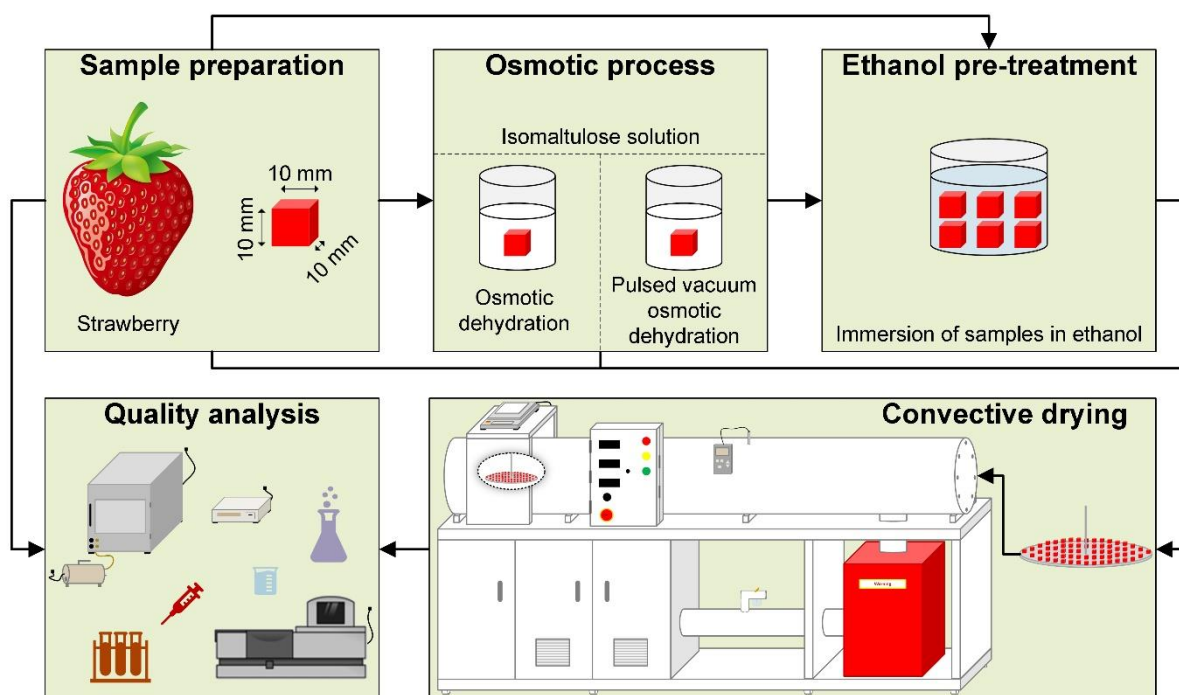 Sample preparation
10 mm
10 mm
10 mm
Strawberry
Osmotic process
Isomaltulose solution
Osmotic
dehydration
Pulsed vacuum
osmotic
dehydration
Ethanol pre-treatment
Immersion of samples in ethanol
Quality analysis
Convective drying